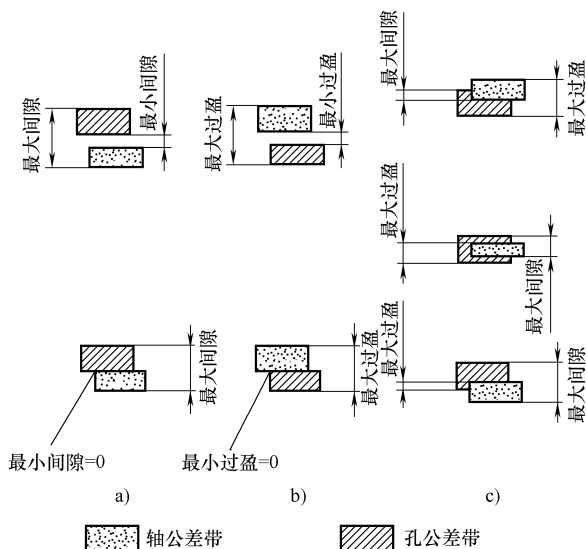 最大间隙
最小间隙
最大过盈
最小过盈
最大间隙
最大过盈
最大过盈
最大间隙
最大间隙
最大过盈
最大过盈
最大间隙
最小间隙=0
最小过盈=0
a)
b)
c)
轴公差带
孔公差带